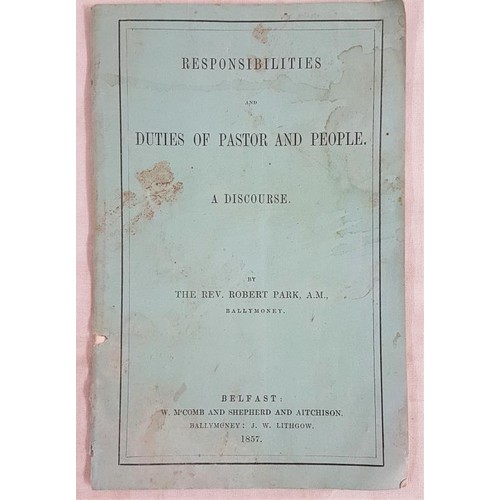 RESPONSIBILITIES
AND
DUTIES OF PASTOR AND PEOPLE.
A DISCOURSE.
BY
THE REV. ROBERT PARK, A.M.,
BALLYMONEY.
BELFAST:
W. MᶜCOMB AND SHEPHERD AND AITCHISON.
BALLYMONEY: J. W. LITHGOW.
1857.